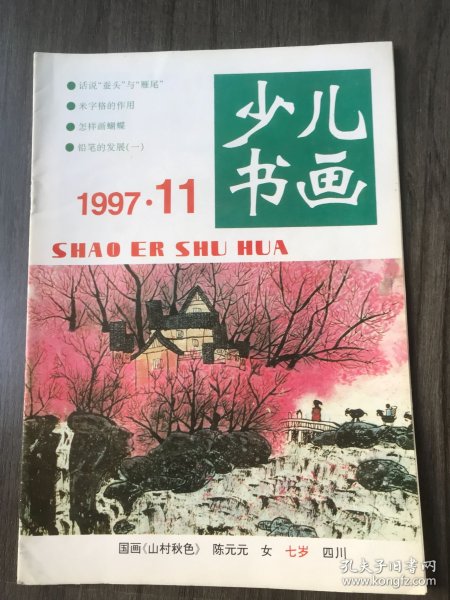 ●话说“蚕头”与“雁尾”
●米字格的作用
●怎样画蝴蝶
●铅笔的发展(一)
少儿
书画
1997·11
SHAO ER SHU HUA
国画《山村秋色》 陈元元 女 七岁 四川
孔夫子旧书网
www.kongfz.com